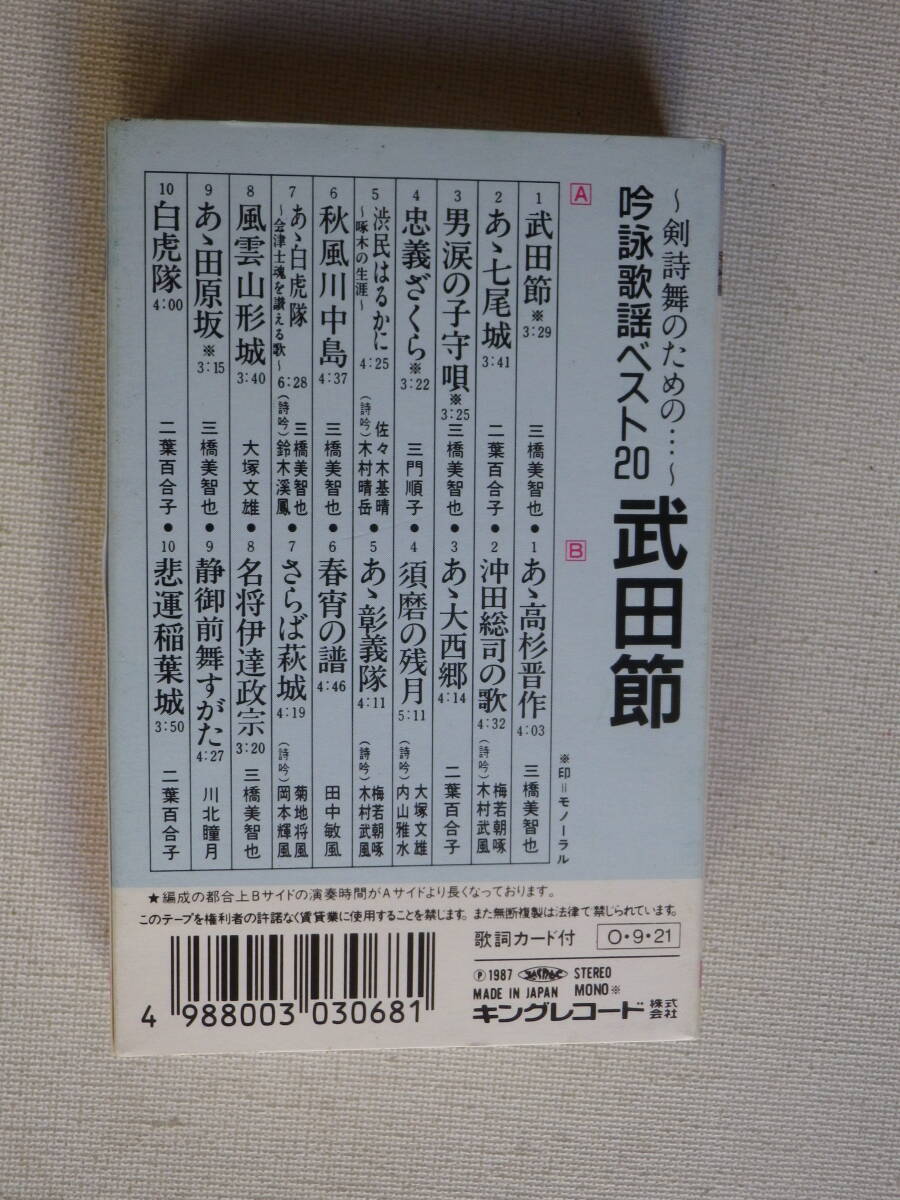 ～剣詩舞のための…～
吟詠歌謡ベスト20 武田節
A
1 武田節※ 3:29 三橋美智也
2 あゝ七尾城 3:41 二葉百合子
3 男涙の子守唄※ 3:25 三橋美智也
4 忠義ざくら※ 3:22 三門順子
5 渋民はるかに 4:25 佐々木基晴
～啄木の生涯～ (詩吟)木村晴岳
6 秋風川中島 4:37 三橋美智也
7 あゝ白虎隊 6:28 三橋美智也
～会津士魂を讃える歌～ (詩吟)鈴木溪鳳
8 風雲山形城 3:40 大塚文雄
9 あゝ田原坂※ 3:15 三橋美智也
10 白虎隊 4:00 二葉百合子
B
1 あゝ高杉晋作 4:03 三橋美智也
2 沖田総司の歌 4:32 梅若朝啄
(詩吟)木村武風
3 あゝ大西郷 4:14 二葉百合子
4 須磨の残月 5:11 大塚文雄
(詩吟)内山雅水
5 あゝ彰義隊 4:11 梅若朝啄
(詩吟)木村武風
6 春宵の譜 4:46 田中敏風
7 さらば萩城 4:19 菊地将風
(詩吟)岡本輝風
8 名将伊達政宗 3:20 三橋美智也
9 静御前舞すがた 4:27 川北瞳月
10 悲運稲葉城 3:50 二葉百合子
※印＝モノーラル
★編成の都合上Bサイドの演奏時間がAサイドより長くなっております。
このテープを権利者の許諾なく賃貸業に使用することを禁じます。また無断複製は法律で禁じられています。
歌詞カード付 O・9・21
Ⓟ1987 STEREO
MADE IN JAPAN MONO※
キングレコード株式会社
4 988003 030681